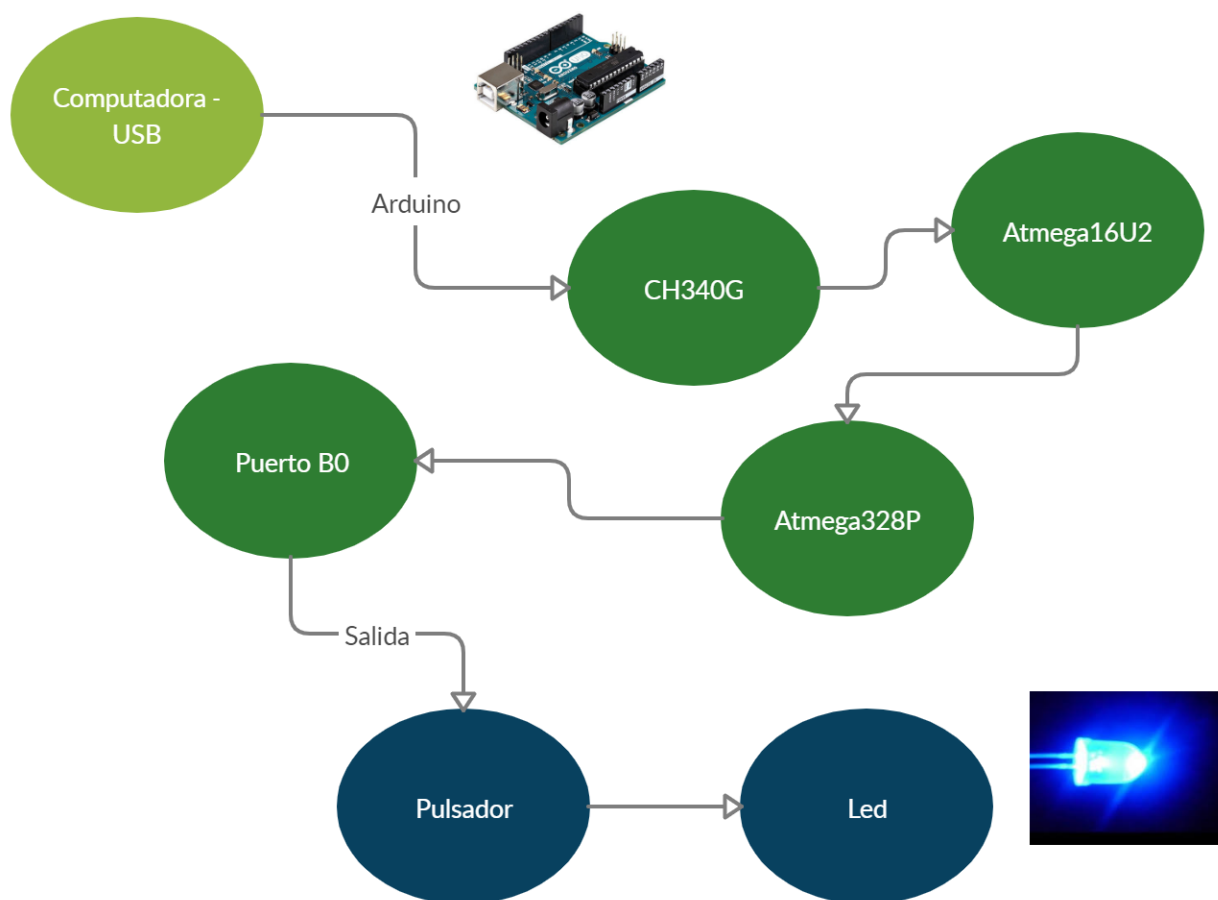 Computadora -
USB
Arduino
CH340G
Atmega16U2
Atmega328P
Puerto B0
Salida
Pulsador
Led